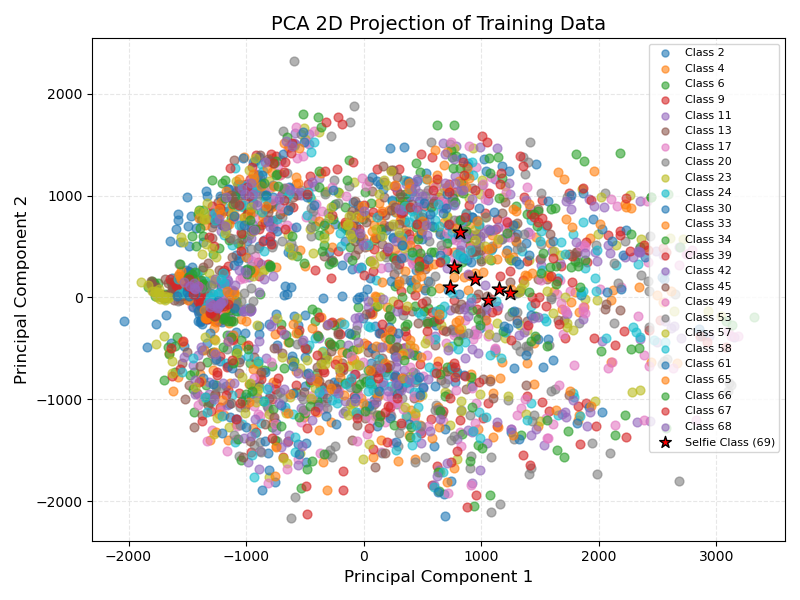 PCA 2D Projection of Training Data
Principal Component 2
2000
1000
0
−1000
−2000
Class 2
Class 4
Class 6
Class 9
Class 11
Class 13
Class 17
Class 20
Class 23
Class 24
Class 30
Class 33
Class 34
Class 39
Class 42
Class 45
Class 49
Class 53
Class 57
Class 58
Class 61
Class 65
Class 66
Class 67
Class 68
Selfie Class (69)
−2000 −1000 0 1000 2000 3000
Principal Component 1